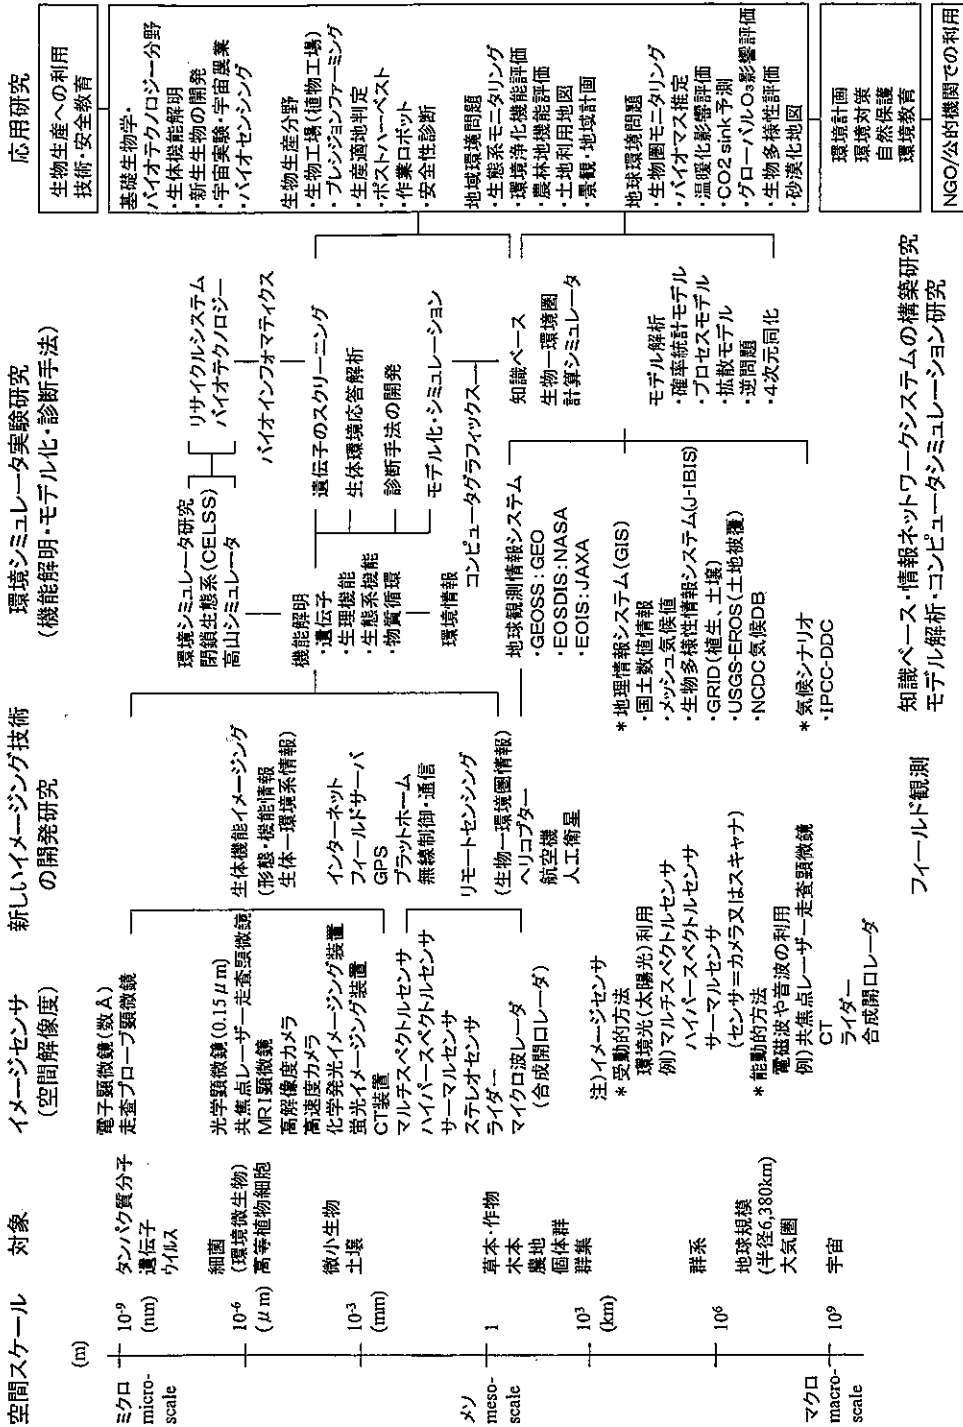 空間スケール
(m)
ミクロ
micro-
scale
10⁻⁹
(nm)
10⁻⁶
(μm)
10⁻³
(mm)
メソ
meso-
scale
1
10³
(km)
10⁶
マクロ
macro-
scale
10⁹
対象
タンパク質分子
遺伝子
ウイルス
細菌
(環境微生物)
高等植物細胞
微小生物
土壌
草本・作物
木本
農地
個体群
群集
群系
地球規模
(半径6,380km)
大気圏
宇宙
イメージセンサ
(空間解像度)
電子顕微鏡(数Å)
走査プローブ顕微鏡
光学顕微鏡(0.15μm)
共焦点レーザー走査顕微鏡
MRI顕微鏡
高解像度カメラ
高速度カメラ
化学発光イメージング装置
蛍光イメージング装置
CT装置
マルチスペクトルセンサ
ハイパースペクトルセンサ
サーマルセンサ
ステレオセンサ
ライダー
マイクロ波レーダ
(合成開口レーダ)
注)イメージセンサ
*受動的方法
環境光(太陽光)利用
例)マルチスペクトルセンサ
ハイパースペクトルセンサ
サーマルセンサ
(センサ=カメラ又はスキャナ)
*能動的方法
電磁波や音波の利用
例)共焦点レーザー走査顕微鏡
CT
ライダー
合成開口レーダ
新しいイメージング技術
の開発研究
生体機能イメージング
(形態・機能情報
生体ー環境系情報)
インターネット
フィールドサーバ
GPS
プラットホーム
無線制御・通信
リモートセンシング
(生物ー環境圏情報)
ヘリコプター
航空機
人工衛星
フィールド観測
環境シミュレータ実験研究
(機能解明・モデル化・診断手法)
環境シミュレータ研究
閉鎖生態系(CELSS)
高山シミュレータ
リサイクルシステム
バイオテクノロジー
バイオインフォマティクス
機能解明
・遺伝子
・生理機能
・生態系機能
・物質循環
環境情報
遺伝子のスクリーニング
生体環境応答解析
診断手法の開発
モデル化・シミュレーション
コンピュータグラフィックス
地球観測情報システム
・GEOSS:GEO
・EOSDIS:NASA
・EOIS:JAXA
*地理情報システム(GIS)
・国土数値情報
・メッシュ気候値
・生物多様性情報システム(J-IBIS)
・GRID(植生、土壌)
・USGS-EROS(土地被覆)
・NCDC気候DB
*気候シナリオ
・IPCC-DDC
知識ベース
生物ー環境圏
計算シミュレータ
モデル解析
・確率統計モデル
・プロセスモデル
・拡散モデル
・逆問題
・4次元同化
知識ベース・情報ネットワークシステムの構築研究
モデル解析・コンピュータシミュレーション研究
応用研究
生物生産への利用
技術・安全教育
基礎生物学・
バイオテクノロジー分野
・生体機能解明
・新生生物の開発
・宇宙実験・宇宙農業
・バイオセンシング
生物生産分野
・生物工場(植物工場)
・プレシジョンファーミング
・生産適地判定
・ポストハーベスト
・作業ロボット
・安全性診断
地域環境問題
・生態系モニタリング
・環境浄化機能評価
・農林地機能評価
・土地利用地図
・景観・地域計画
地球環境問題
・生物圏モニタリング
・バイオマス推定
・温暖化影響評価
・CO2 sink予測
・グローバルO₃影響評価
・生物多様性評価
・砂漠化地図
環境計画
環境対策
自然保護
環境教育
NGO/公的機関での利用